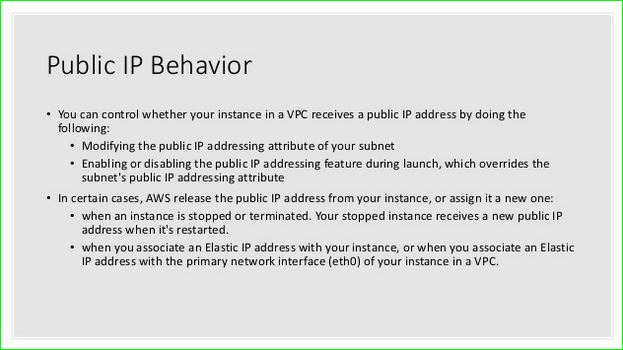 Public IP Behavior
• You can control whether your instance in a VPC receives a public IP address by doing the
following:
• Modifying the public IP addressing attribute of your subnet
• Enabling or disabling the public IP addressing feature during launch, which overrides the
subnet's public IP addressing attribute
• In certain cases, AWS release the public IP address from your instance, or assign it a new one:
• when an instance is stopped or terminated. Your stopped instance receives a new public IP
address when it's restarted.
• when you associate an Elastic IP address with your instance, or when you associate an Elastic
IP address with the primary network interface (eth0) of your instance in a VPC.